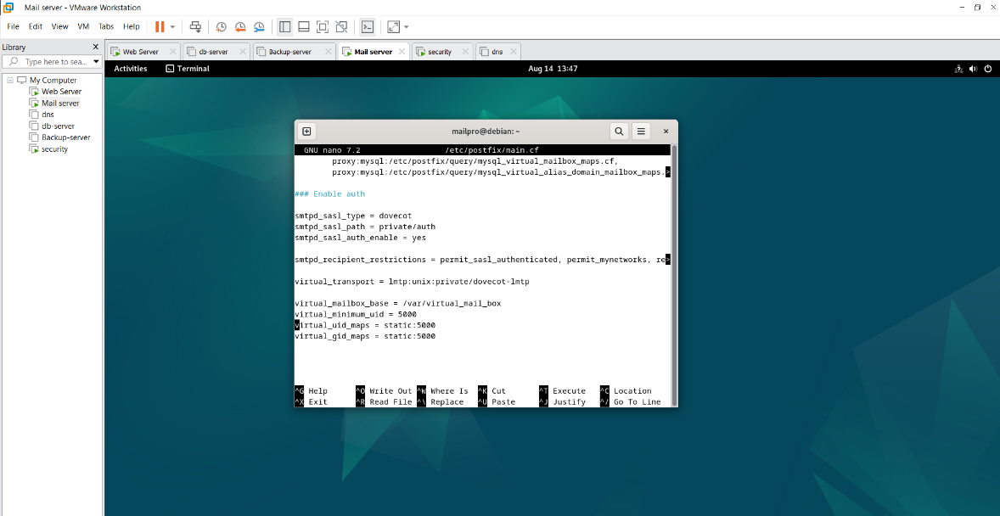 Mail server - VMware Workstation
File Edit View VM Tabs Help
Library
Type here to sea...
My Computer
Web Server
Mail server
dns
db-server
Backup-server
security
Web Server db-server Backup-server Mail server security dns
Activities Terminal Aug 14 13:47
mailpro@debian: ~
GNU nano 7.2 /etc/postfix/main.cf
proxy:mysql:/etc/postfix/query/mysql_virtual_mailbox_maps.cf,
proxy:mysql:/etc/postfix/query/mysql_virtual_alias_domain_mailbox_maps.>
### Enable auth
smtpd_sasl_type = dovecot
smtpd_sasl_path = private/auth
smtpd_sasl_auth_enable = yes
smtpd_recipient_restrictions = permit_sasl_authenticated, permit_mynetworks, re>
virtual_transport = lmtp:unix:private/dovecot-lmtp
virtual_mailbox_base = /var/virtual_mail_box
virtual_minimum_uid = 5000
virtual_uid_maps = static:5000
virtual_gid_maps = static:5000
^G Help ^O Write Out ^W Where Is ^K Cut ^T Execute ^C Location
^X Exit ^R Read File ^\ Replace ^U Paste ^J Justify ^/ Go To Line